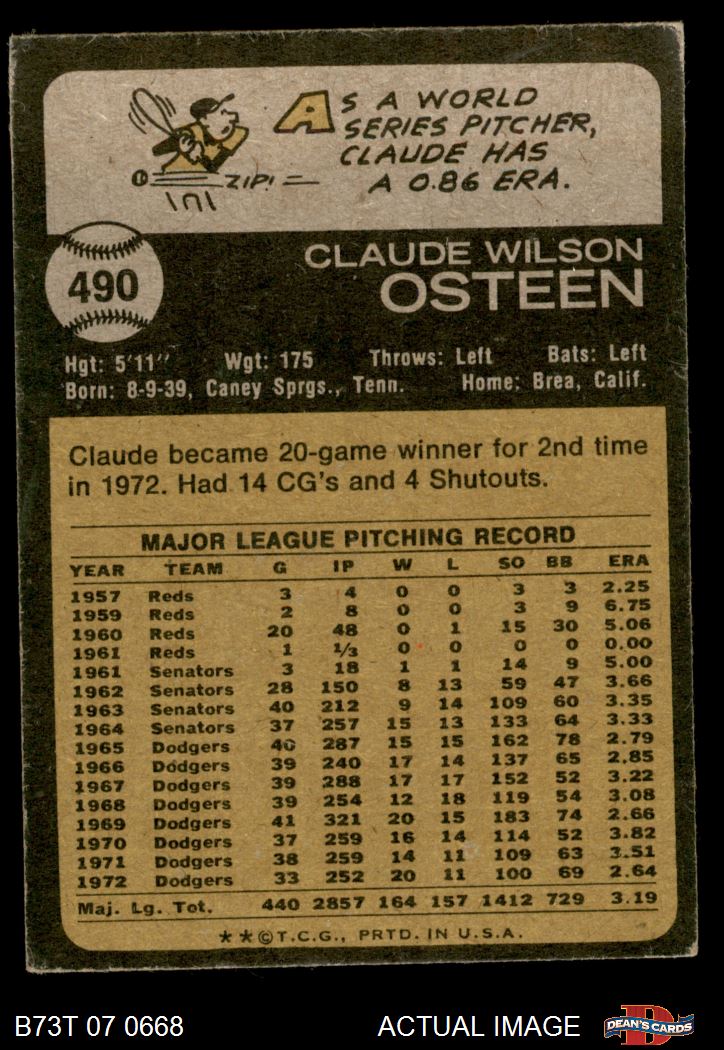 AS A WORLD
SERIES PITCHER,
CLAUDE HAS
A 0.86 ERA.
ZIP!
490
CLAUDE WILSON
OSTEEN
Hgt: 5'11" Wgt: 175 Throws: Left Bats: Left
Born: 8-9-39, Caney Sprgs., Tenn. Home: Brea, Calif.
Claude became 20-game winner for 2nd time
in 1972. Had 14 CG's and 4 Shutouts.
MAJOR LEAGUE PITCHING RECORD
YEAR TEAM G IP W L SO BB ERA
1957 Reds 3 4 0 0 3 3 2.25
1959 Reds 2 8 0 0 3 9 6.75
1960 Reds 20 48 0 1 15 30 5.06
1961 Reds 1 1/3 0 0 0 0 0.00
1961 Senators 3 18 1 1 14 9 5.00
1962 Senators 28 150 8 13 59 47 3.66
1963 Senators 40 212 9 14 109 60 3.35
1964 Senators 37 257 15 13 133 64 3.33
1965 Dodgers 40 287 15 15 162 78 2.79
1966 Dodgers 39 240 17 14 137 65 2.85
1967 Dodgers 39 288 17 17 152 52 3.22
1968 Dodgers 39 254 12 18 119 54 3.08
1969 Dodgers 41 321 20 15 183 74 2.66
1970 Dodgers 37 259 16 14 114 52 3.82
1971 Dodgers 38 259 14 11 109 63 3.51
1972 Dodgers 33 252 20 11 100 69 2.64
Maj. Lg. Tot. 440 2857 164 157 1412 729 3.19
★★©T.C.G., PRTD. IN U.S.A.
B73T 07 0668 ACTUAL IMAGE
D
DEAN'S CARDS